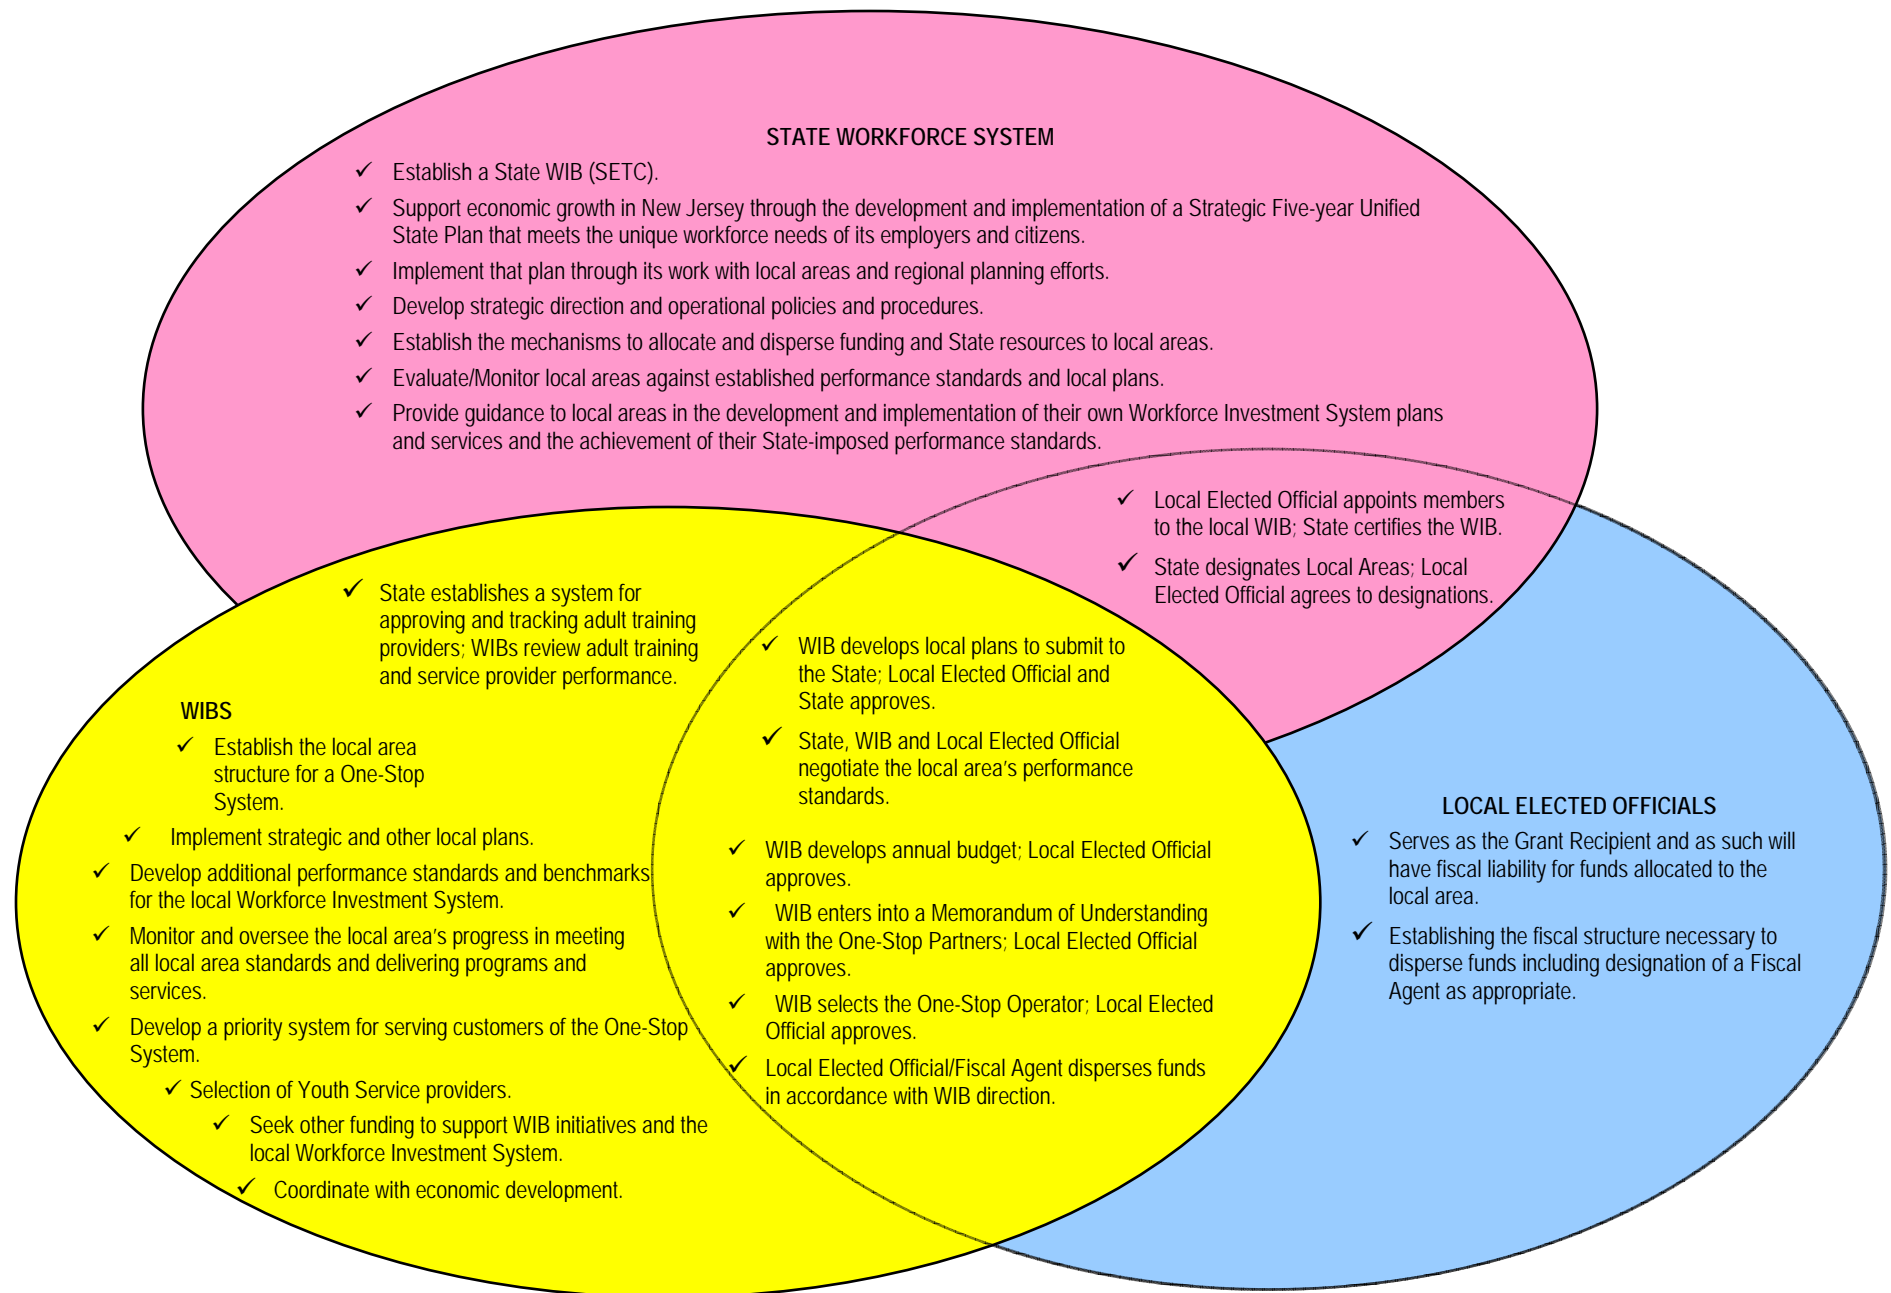 STATE WORKFORCE SYSTEM
✓ Establish a State WIB (SETC).
✓ Support economic growth in New Jersey through the development and implementation of a Strategic Five-year Unified
State Plan that meets the unique workforce needs of its employers and citizens.
✓ Implement that plan through its work with local areas and regional planning efforts.
✓ Develop strategic direction and operational policies and procedures.
✓ Establish the mechanisms to allocate and disperse funding and State resources to local areas.
✓ Evaluate/Monitor local areas against established performance standards and local plans.
✓ Provide guidance to local areas in the development and implementation of their own Workforce Investment System plans
and services and the achievement of their State-imposed performance standards.
✓ Local Elected Official appoints members
to the local WIB; State certifies the WIB.
✓ State designates Local Areas; Local
Elected Official agrees to designations.
✓ State establishes a system for
approving and tracking adult training
providers; WIBs review adult training
and service provider performance.
WIBS
✓ Establish the local area
structure for a One-Stop
System.
✓ Implement strategic and other local plans.
✓ Develop additional performance standards and benchmarks
for the local Workforce Investment System.
✓ Monitor and oversee the local area's progress in meeting
all local area standards and delivering programs and
services.
✓ Develop a priority system for serving customers of the One-Stop
System.
✓ Selection of Youth Service providers.
✓ Seek other funding to support WIB initiatives and the
local Workforce Investment System.
✓ Coordinate with economic development.
✓ WIB develops local plans to submit to
the State; Local Elected Official and
State approves.
✓ State, WIB and Local Elected Official
negotiate the local area's performance
standards.
✓ WIB develops annual budget; Local Elected Official
approves.
✓ WIB enters into a Memorandum of Understanding
with the One-Stop Partners; Local Elected Official
approves.
✓ WIB selects the One-Stop Operator; Local Elected
Official approves.
✓ Local Elected Official/Fiscal Agent disperses funds
in accordance with WIB direction.
LOCAL ELECTED OFFICIALS
✓ Serves as the Grant Recipient and as such will
have fiscal liability for funds allocated to the
local area.
✓ Establishing the fiscal structure necessary to
disperse funds including designation of a Fiscal
Agent as appropriate.